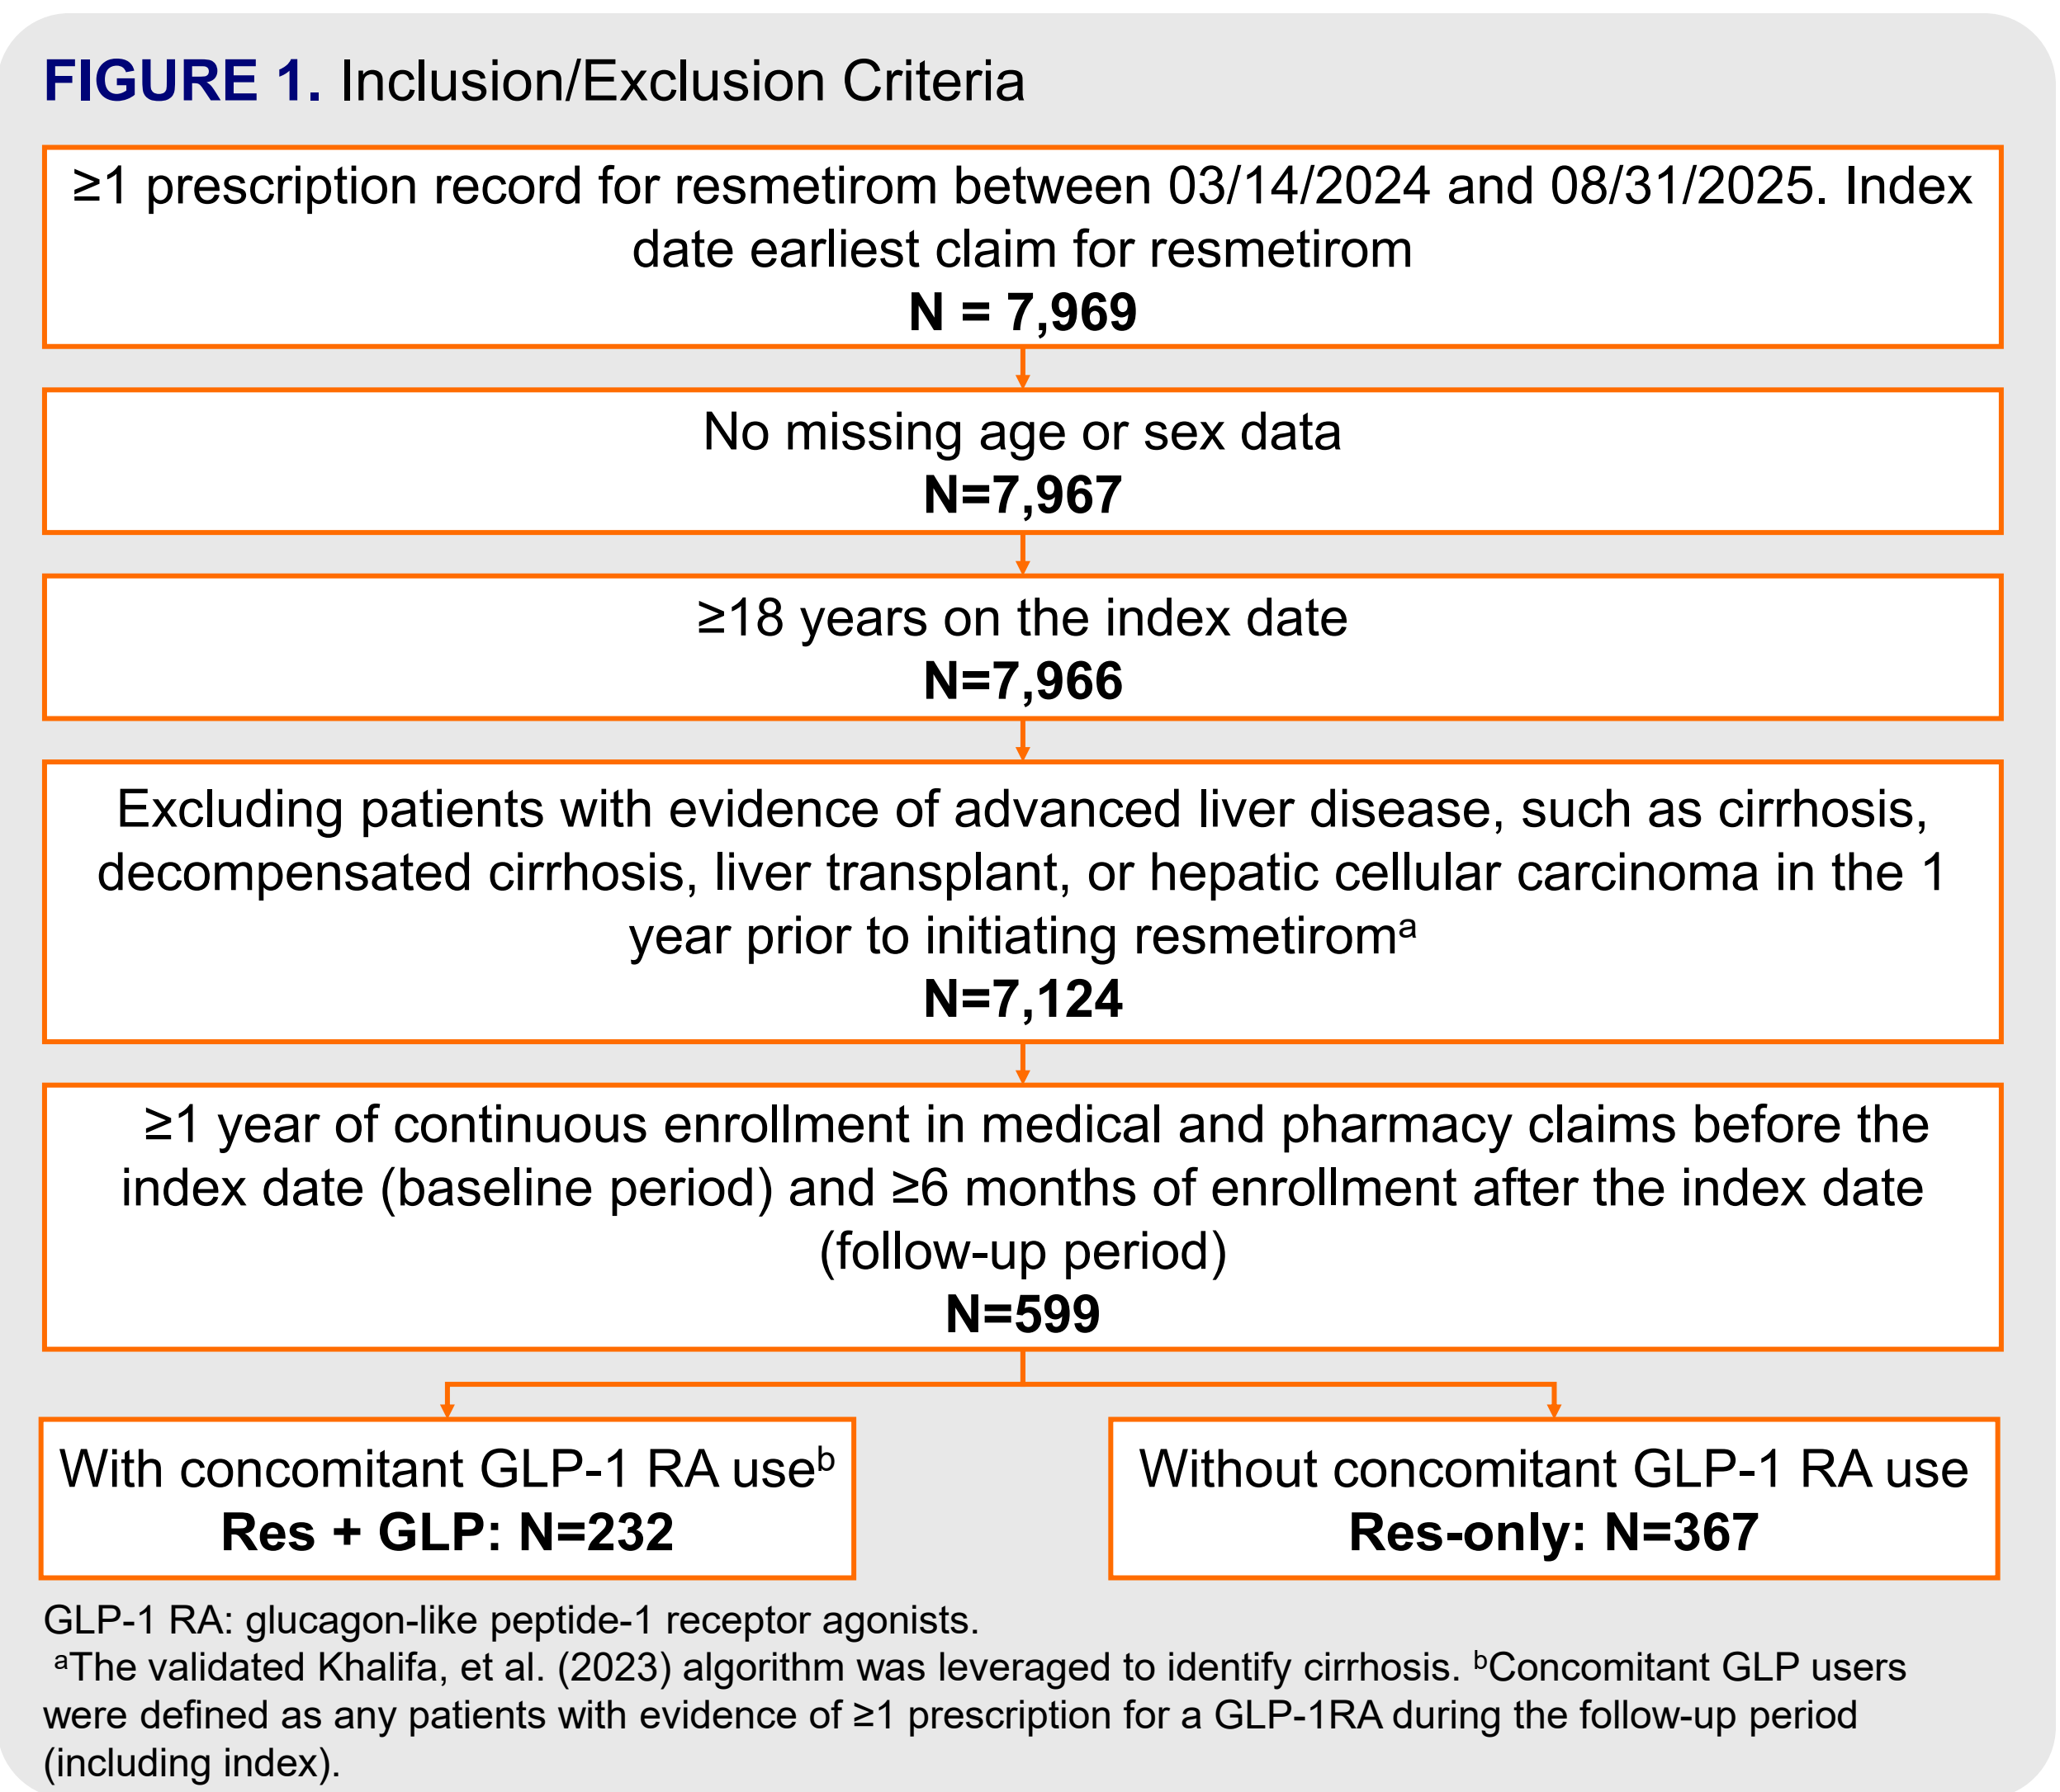 FIGURE 1. Inclusion/Exclusion Criteria
≥1 prescription record for resmetirom between 03/14/2024 and 08/31/2025. Index
date earliest claim for resmetirom
N = 7,969
No missing age or sex data
N=7,967
≥18 years on the index date
N=7,966
Excluding patients with evidence of advanced liver disease, such as cirrhosis,
decompensated cirrhosis, liver transplant, or hepatic cellular carcinoma in the 1
year prior to initiating resmetiromᵃ
N=7,124
≥1 year of continuous enrollment in medical and pharmacy claims before the
index date (baseline period) and ≥6 months of enrollment after the index date
(follow-up period)
N=599
With concomitant GLP-1 RA useᵇ
Res + GLP: N=232
Without concomitant GLP-1 RA use
Res-only: N=367
GLP-1 RA: glucagon-like peptide-1 receptor agonists.
ᵃThe validated Khalifa, et al. (2023) algorithm was leveraged to identify cirrhosis. ᵇConcomitant GLP users
were defined as any patients with evidence of ≥1 prescription for a GLP-1RA during the follow-up period
(including index).